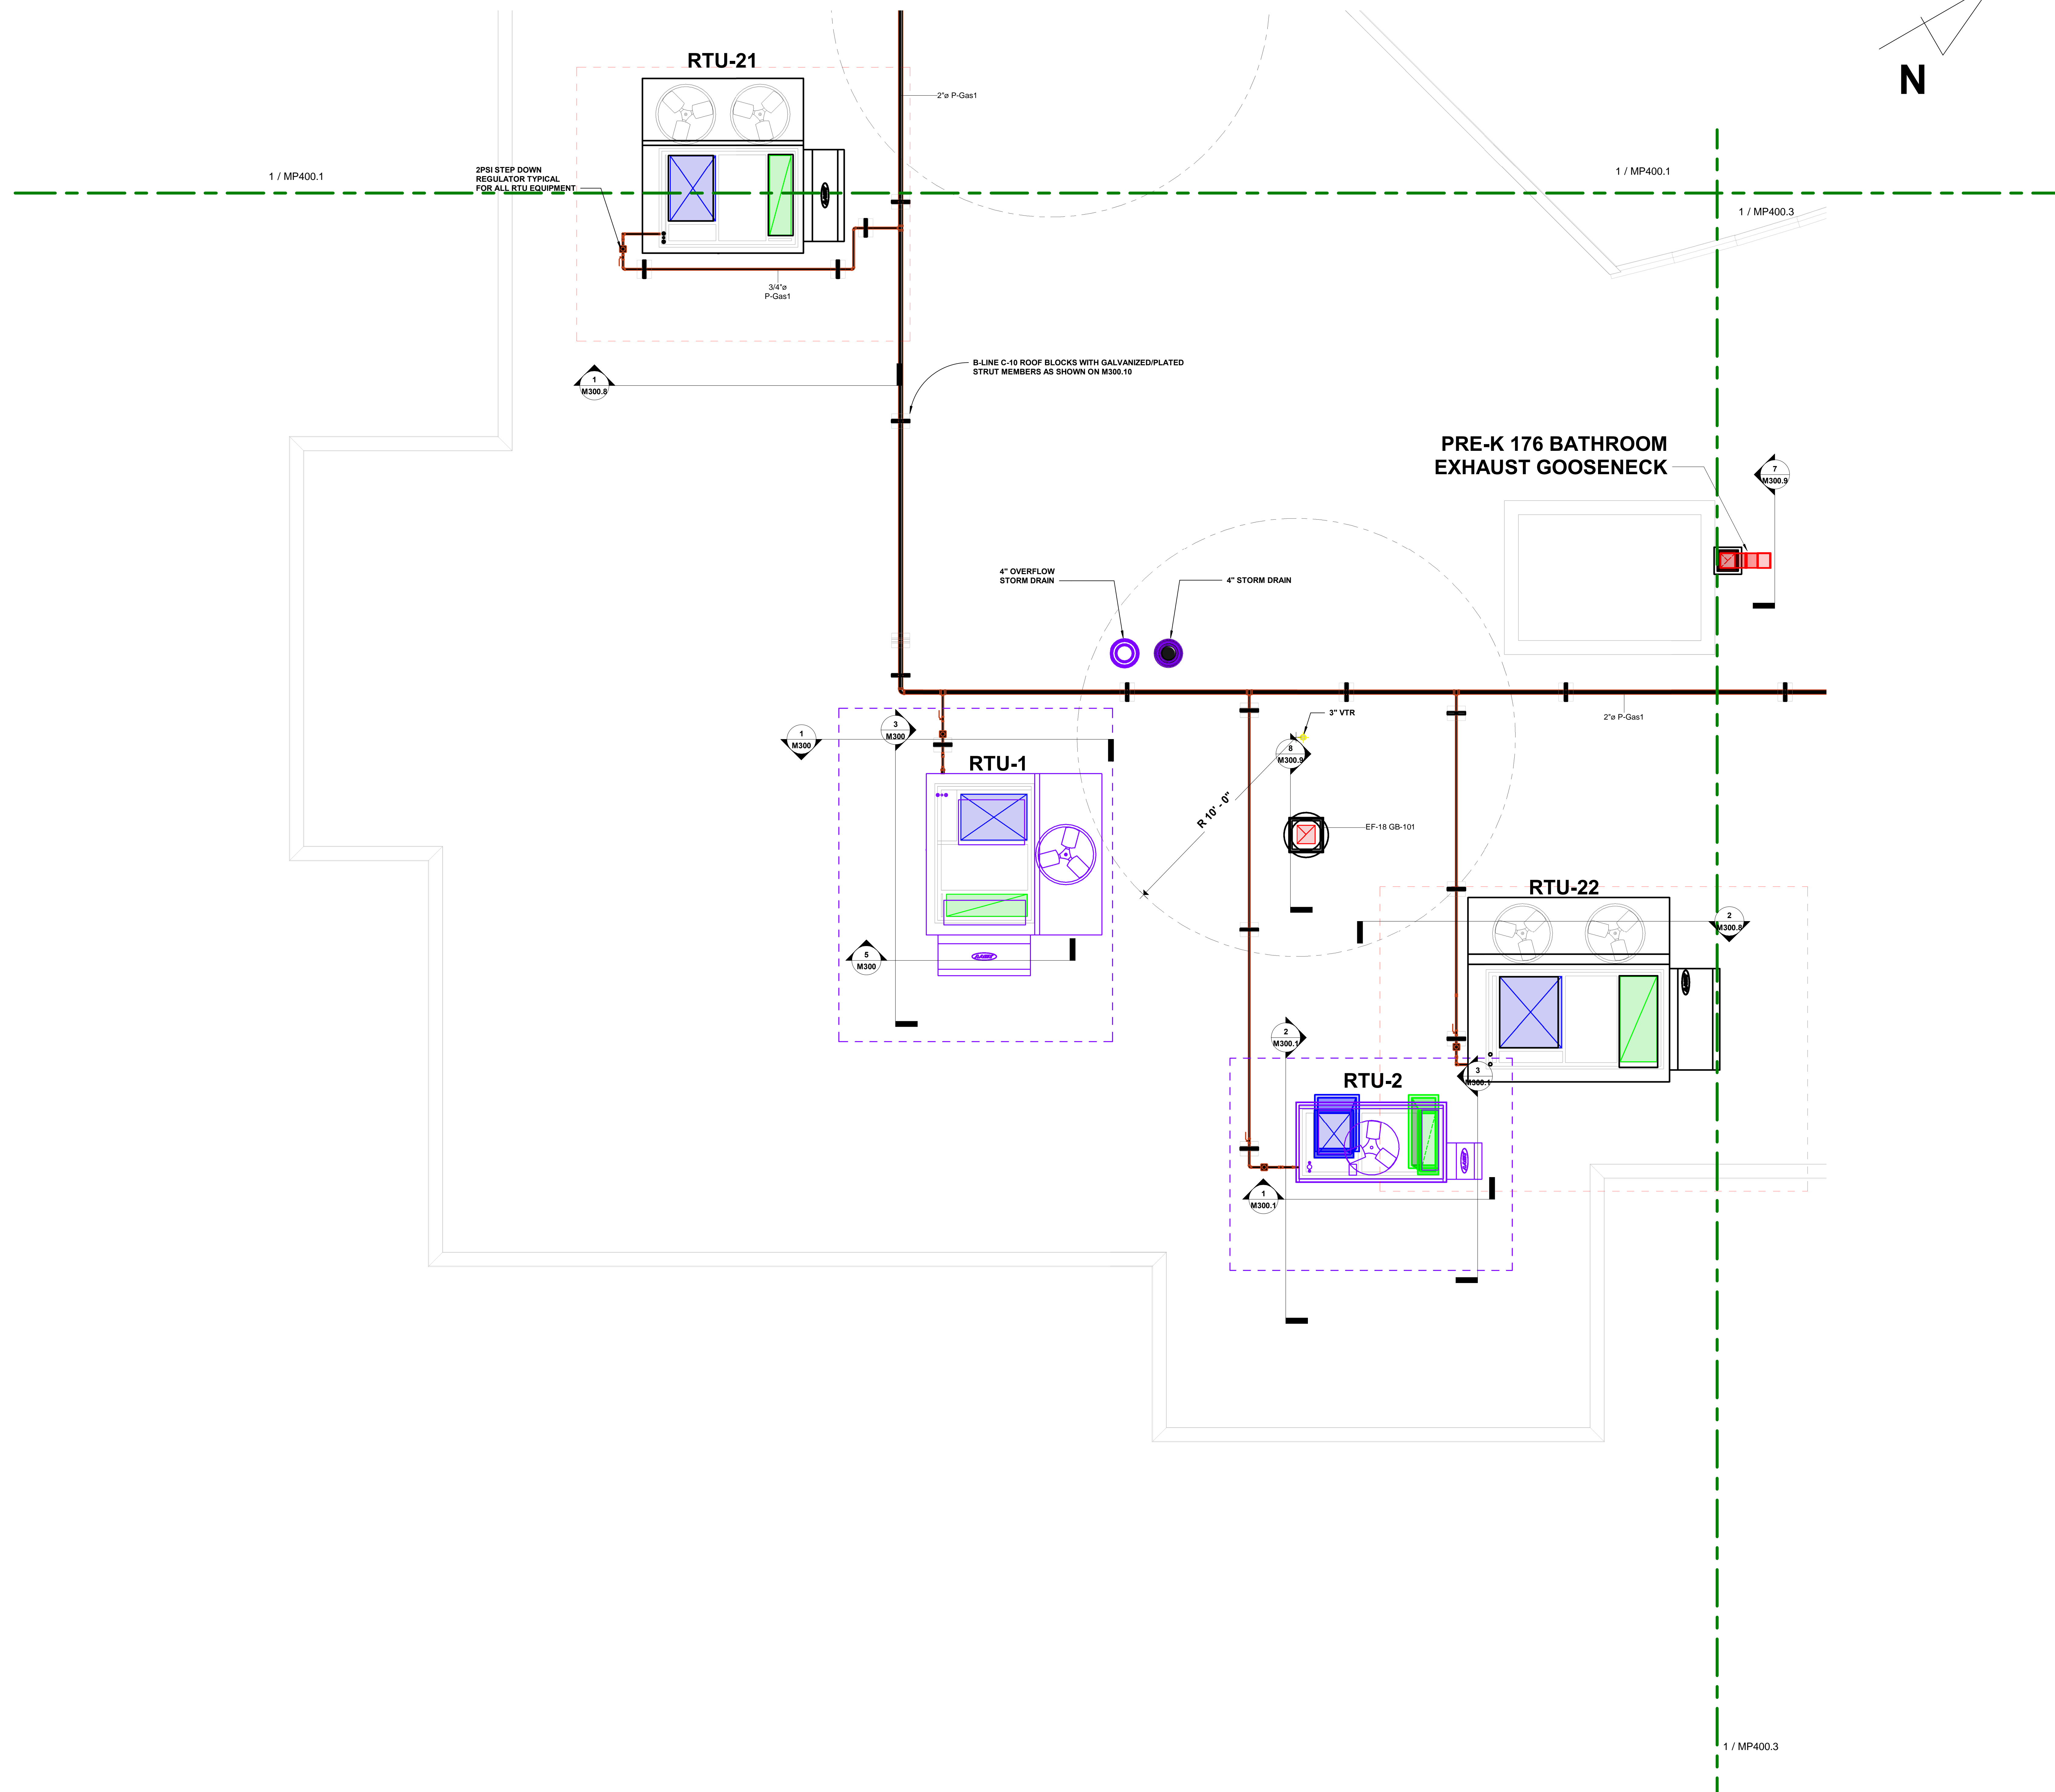 N
RTU-21
2"ø P-Gas1
1 / MP400.1
2PSI STEP DOWN
REGULATOR TYPICAL
FOR ALL RTU EQUIPMENT
1 / MP400.1
1 / MP400.3
3/4"ø
P-Gas1
B-LINE C-10 ROOF BLOCKS WITH GALVANIZED/PLATED
STRUT MEMBERS AS SHOWN ON M300.10
1
M300.8
PRE-K 176 BATHROOM
EXHAUST GOOSENECK
7
M300.9
4" OVERFLOW
STORM DRAIN
4" STORM DRAIN
2"ø P-Gas1
3" VTR
3
M300
1
M300
8
M300.9
RTU-1
R 10' - 0"
EF-18 GB-101
RTU-22
2
M300.8
5
M300
2
M300.1
3
M300.1
RTU-2
1
M300.1
1 / MP400.3